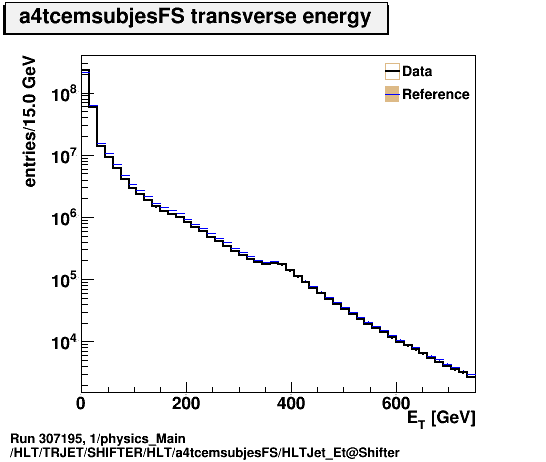 a4tcemsubjesFS transverse energy
entries/15.0 GeV
Data
Reference
10^8
10^7
10^6
10^5
10^4
0 200 400 600
E_T [GeV]
Run 307195, 1/physics_Main
/HLT/TRJET/SHIFTER/HLT/a4tcemsubjesFS/HLTJet_Et@Shifter